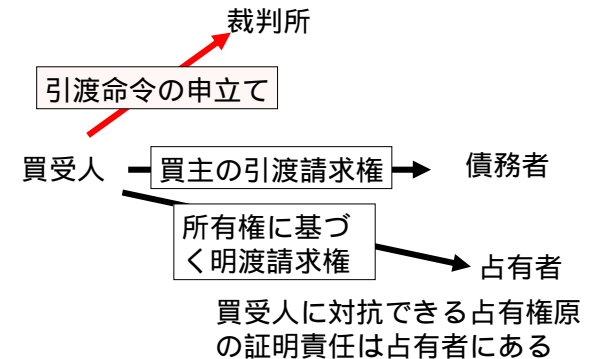 裁判所
引渡命令の申立て
買受人
買主の引渡請求権
債務者
所有権に基づ
く明渡請求権
占有者
買受人に対抗できる占有権原
の証明責任は占有者にある